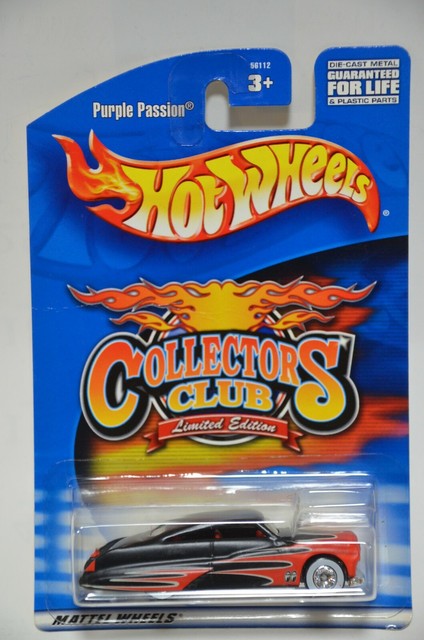 56112
3+
Purple Passion®
DIE-CAST METAL
GUARANTEED
FOR LIFE
& PLASTIC PARTS
HOT WHEELS®
COLLECTORS
CLUB
Limited Edition
MATTEL WHEELS